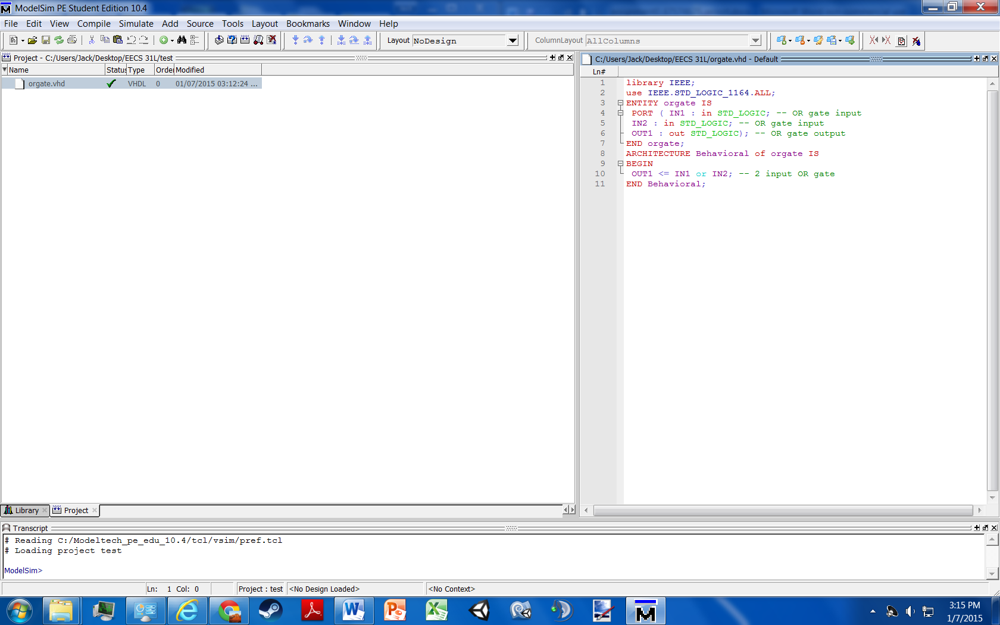 ModelSim PE Student Edition 10.4
File Edit View Compile Simulate Add Source Tools Layout Bookmarks Window Help
Layout NoDesign ColumnLayout AllColumns
Project - C:/Users/Jack/Desktop/EECS 31L/test
Name Status Type Order Modified
orgate.vhd VHDL 0 01/07/2015 03:12:24 ...
Library Project
C:/Users/Jack/Desktop/EECS 31L/orgate.vhd - Default
Ln#
1 library IEEE;
2 use IEEE.STD_LOGIC_1164.ALL;
3 ENTITY orgate IS
4 PORT ( IN1 : in STD_LOGIC; -- OR gate input
5 IN2 : in STD_LOGIC; -- OR gate input
6 OUT1 : out STD_LOGIC); -- OR gate output
7 END orgate;
8 ARCHITECTURE Behavioral of orgate IS
9 BEGIN
10 OUT1 <= IN1 or IN2; -- 2 input OR gate
11 END Behavioral;
Transcript
# Reading C:/Modeltech_pe_edu_10.4/tcl/vsim/pref.tcl
# Loading project test
ModelSim>
Ln: 1 Col: 0 Project : test <No Design Loaded> <No Context>
3:15 PM
1/7/2015